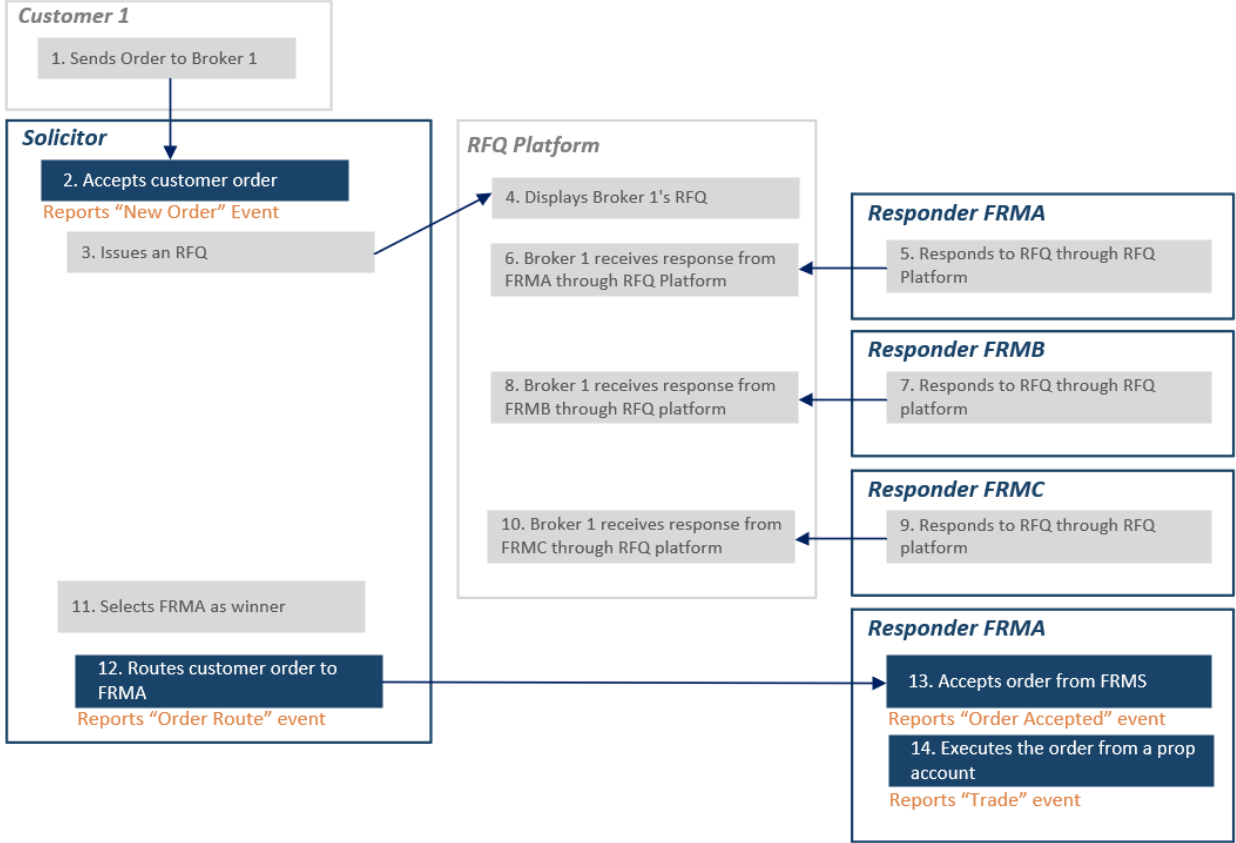 Customer 1
1. Sends Order to Broker 1
Solicitor
2. Accepts customer order
Reports “New Order” Event
3. Issues an RFQ
11. Selects FRMA as winner
12. Routes customer order to
FRMA
Reports “Order Route” event
RFQ Platform
4. Displays Broker 1's RFQ
6. Broker 1 receives response from
FRMA through RFQ Platform
8. Broker 1 receives response from
FRMB through RFQ platform
10. Broker 1 receives response from
FRMC through RFQ platform
Responder FRMA
5. Responds to RFQ through RFQ
Platform
Responder FRMB
7. Responds to RFQ through RFQ
platform
Responder FRMC
9. Responds to RFQ through RFQ
platform
Responder FRMA
13. Accepts order from FRMS
Reports “Order Accepted” event
14. Executes the order from a prop
account
Reports “Trade” event